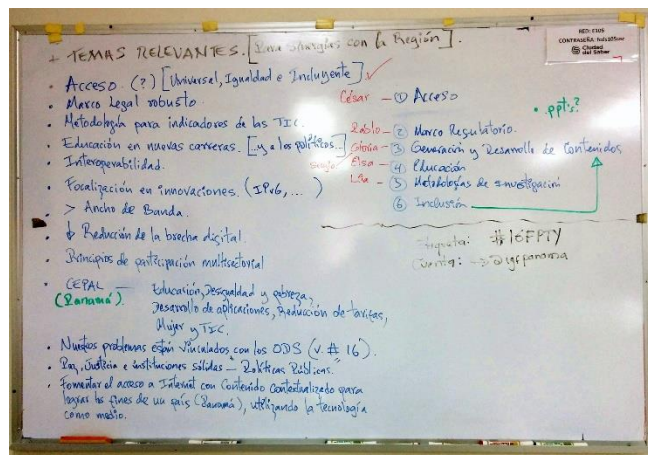 + TEMAS RELEVANTES. [Para Sinergias con la Región].
• Acceso. (?) [Universal, Igualdad e Incluyente]. ✓
• Marco Legal robusto.
• Metodología para indicadores de las TIC.
• Educación en nuevas carreras. [...y a los políticos...]
• Interoperabilidad.
• Focalización en innovaciones. (IPv6, ... )
• > Ancho de Banda.
• ↓ Reducción de la brecha digital.
• Principios de participación multisectorial
• CEPAL — Educación, Desigualdad y pobreza,
(Panamá). Desarrollo de aplicaciones, Reducción de tarifas,
Mujer y TIC.
• Nuestros problemas están vinculados con los ODS (v. # 16).
• Paz, Justicia e instituciones sólidas — Políticas Públicas.
• Fomentar el acceso a Internet con Contenido contextualizado para
lograr los fines de un país (Panamá), utilizando la tecnología
como medio.
César — ① Acceso
• ppt's?
Pablo — ② Marco Regulatorio.
Gloria — ③ Generación y Desarrollo de Contenidos
Elsa — ④ Educación
Lia — ⑤ Metodologías de Investigación
⑥ Inclusión
Etiqueta: #IGFPTY
Cuenta: → @igfpanama
RED: E105
CONTRASEÑA:
Ciudad
del Saber